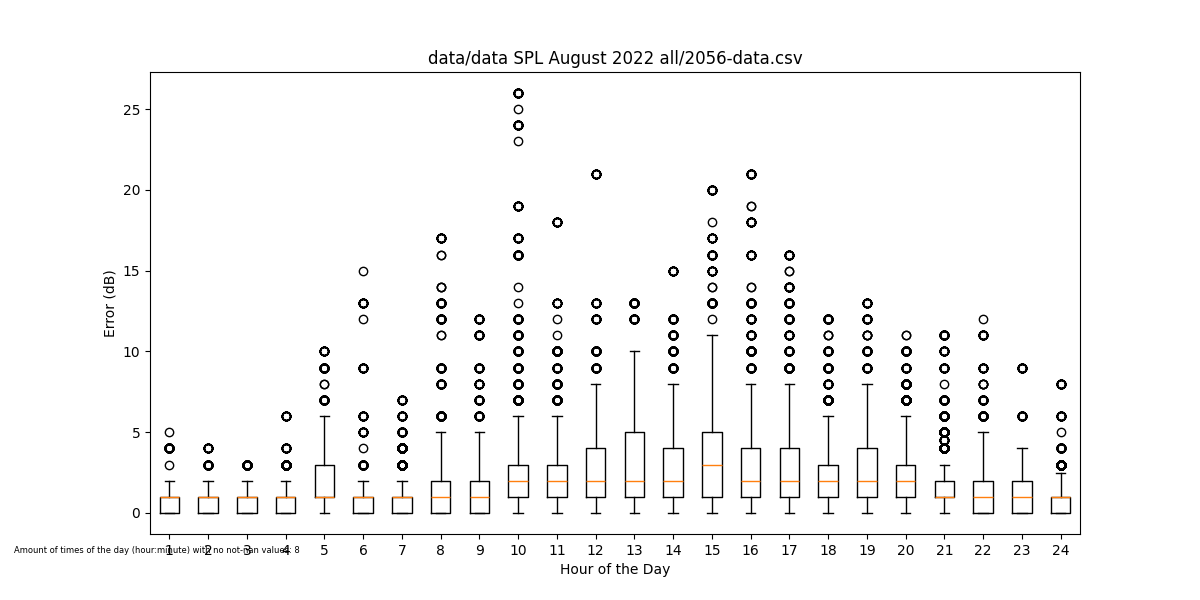 data/data SPL August 2022 all/2056-data.csv
25
20
15
10
5
0
Error (dB)
1 2 3 4 5 6 7 8 9 10 11 12 13 14 15 16 17 18 19 20 21 22 23 24
Amount of times of the day (hour:minute) with no not-nan values: 8
Hour of the Day